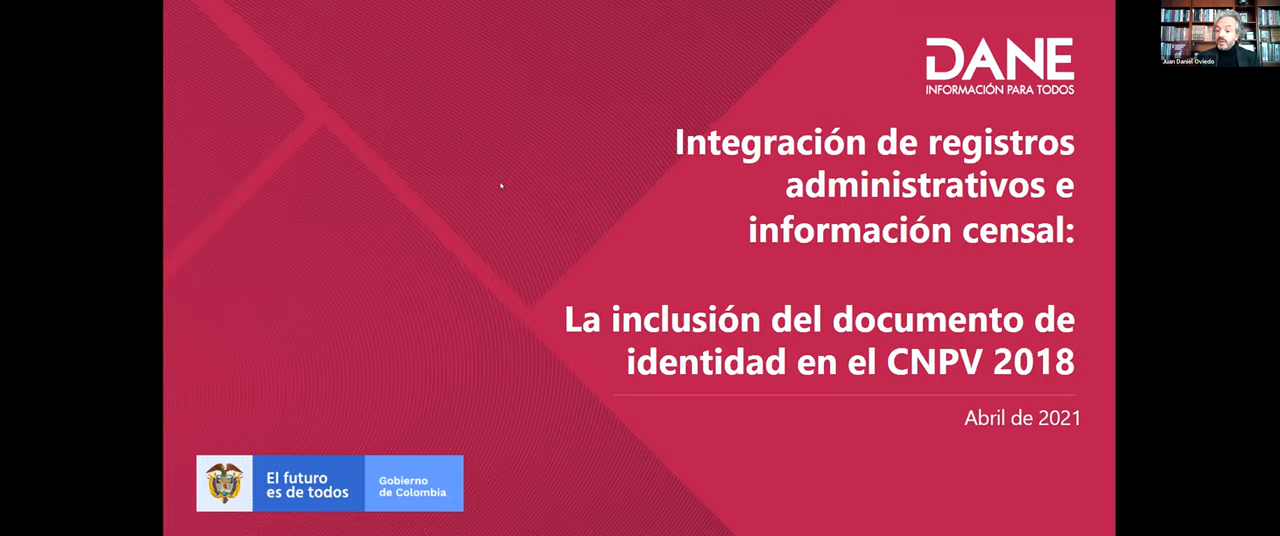 DANE
INFORMACIÓN PARA TODOS
Integración de registros
administrativos e
información censal:
La inclusión del documento de
identidad en el CNPV 2018
Abril de 2021
El futuro
es de todos
Gobierno
de Colombia
Juan Daniel Oviedo